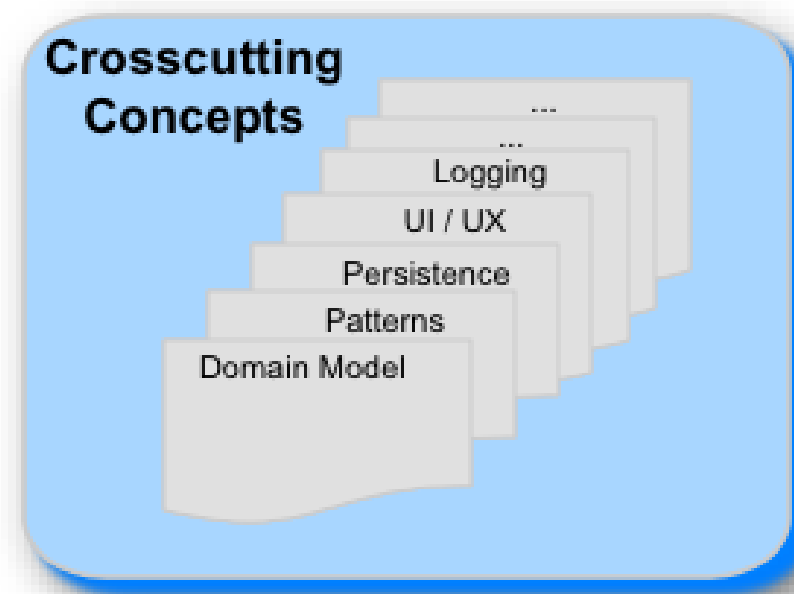 Crosscutting
Concepts
...
...
Logging
UI / UX
Persistence
Patterns
Domain Model